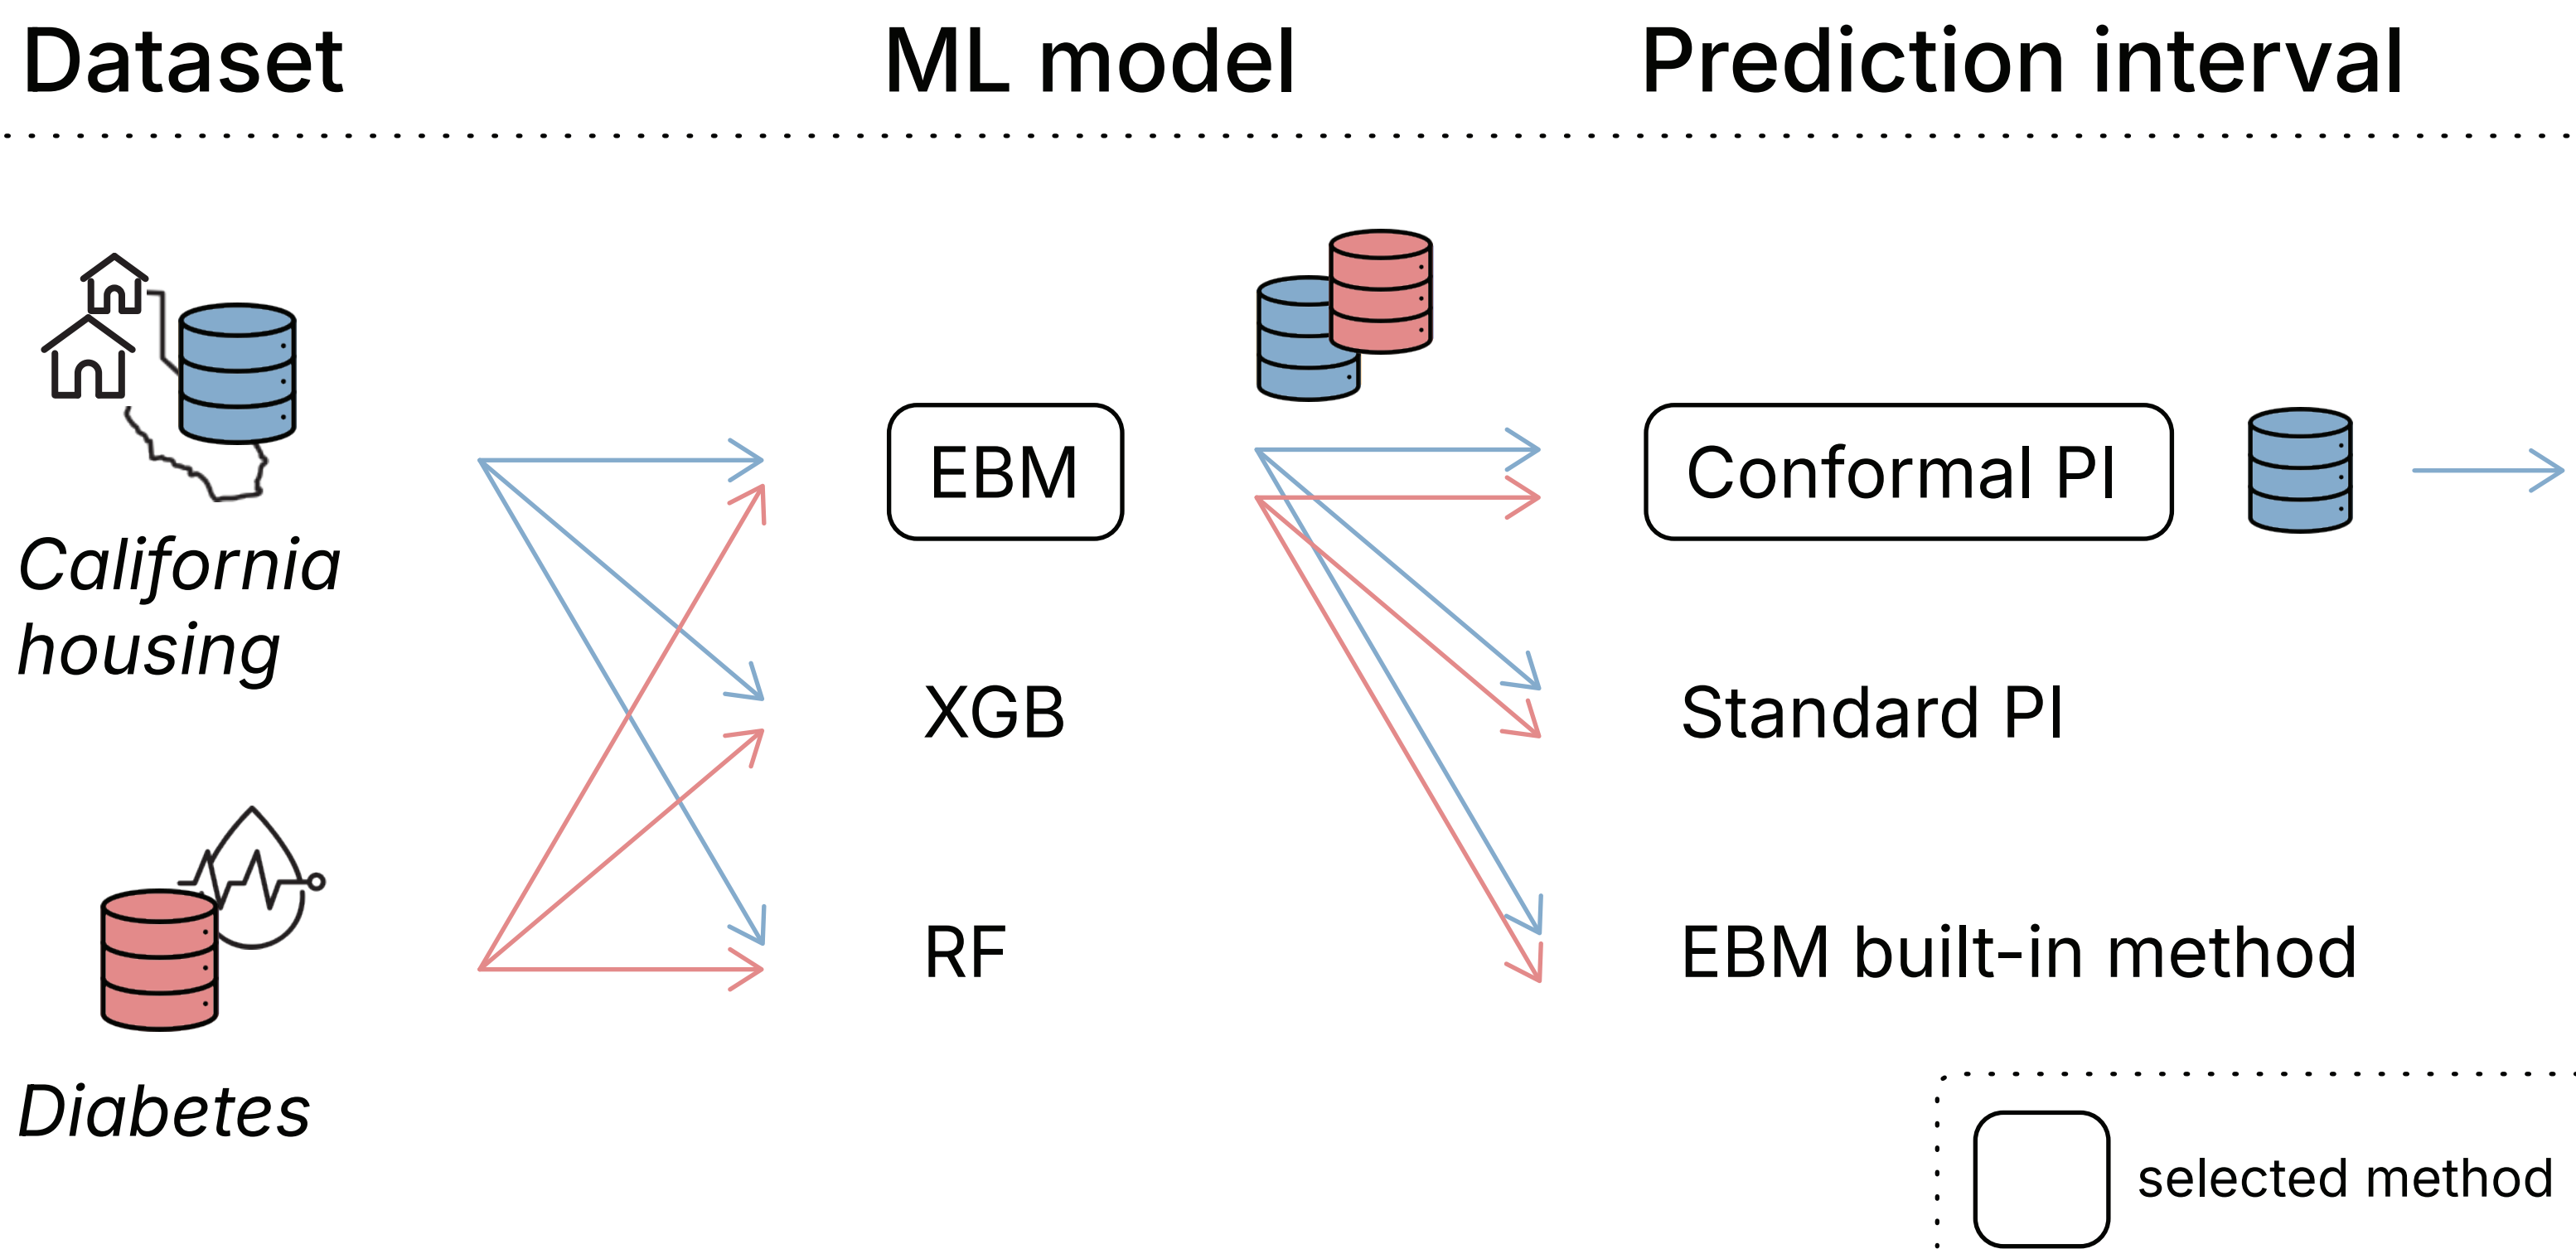 Dataset
ML model
Prediction interval
California
housing
Diabetes
EBM
XGB
RF
Conformal PI
Standard PI
EBM built-in method
selected method